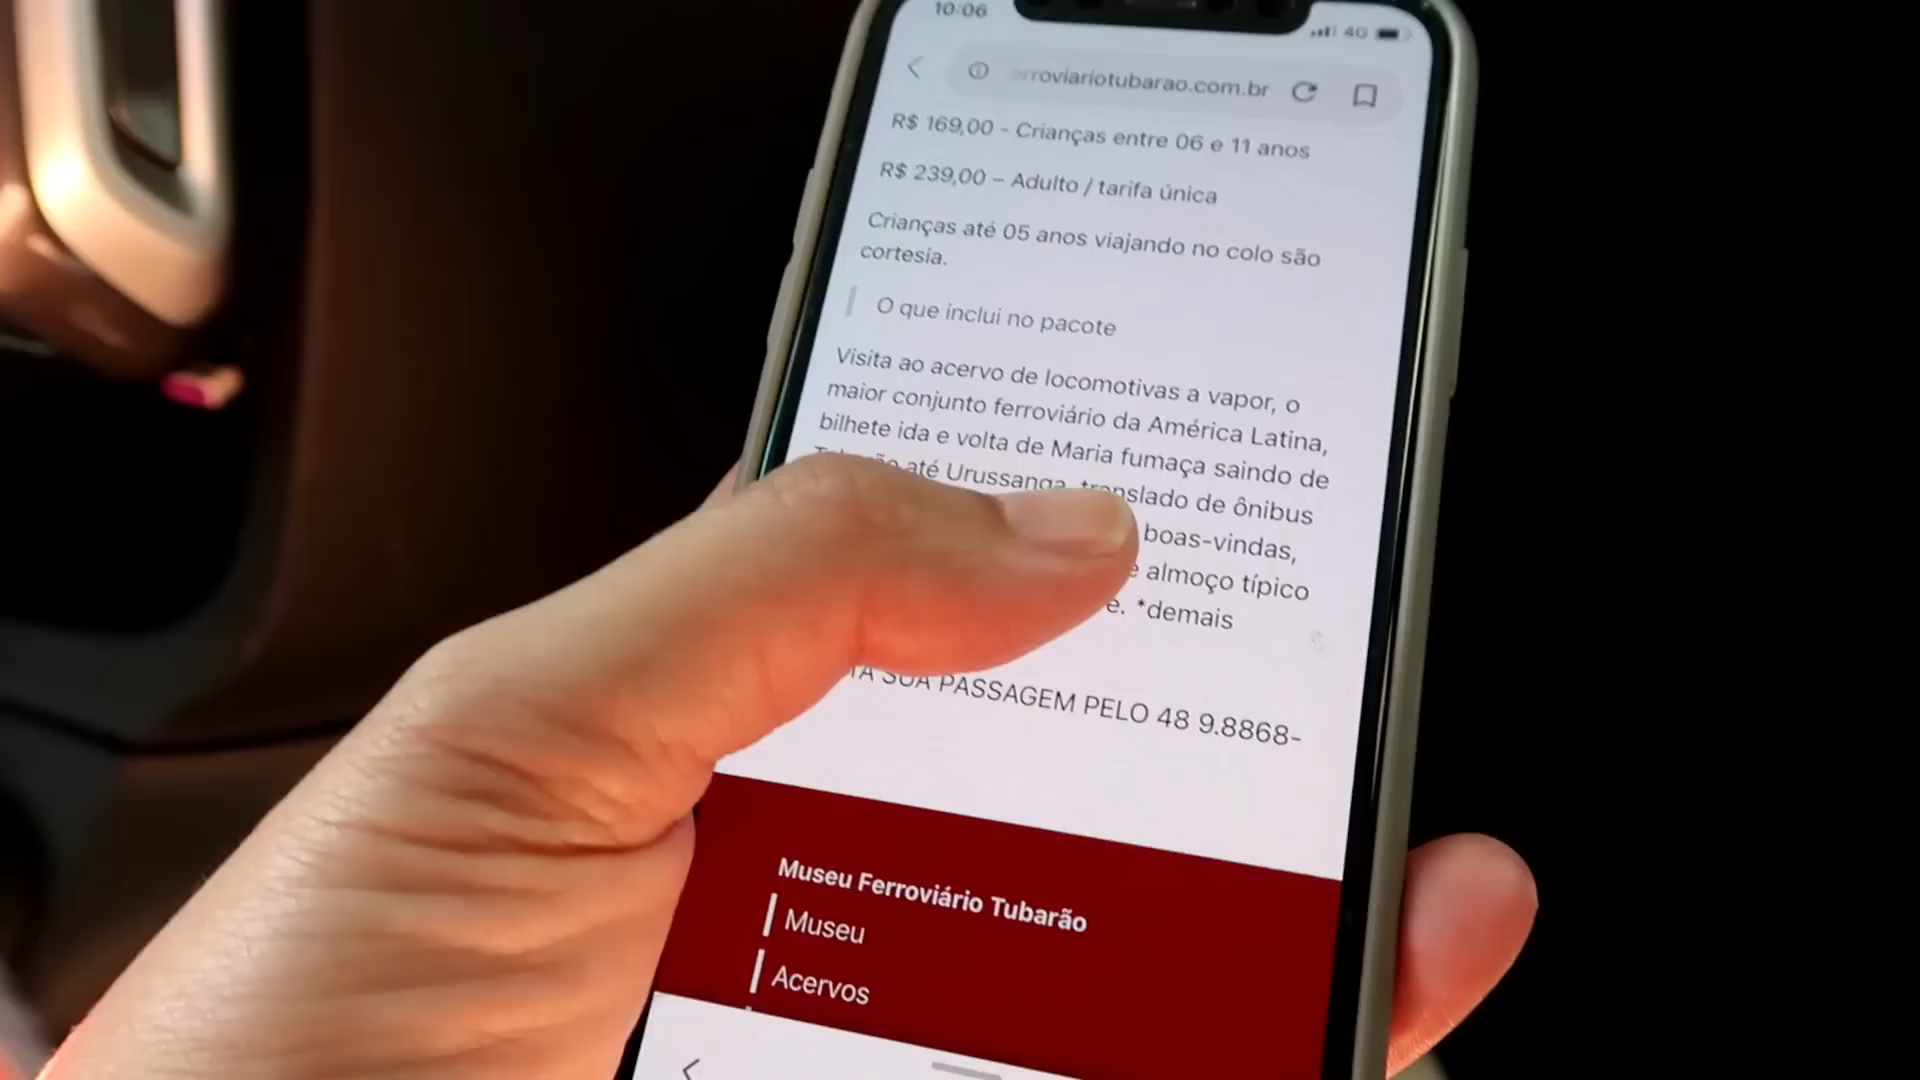 10:06
4G
rroviariotubarao.com.br
R$ 169,00 - Crianças entre 06 e 11 anos
R$ 239,00 – Adulto / tarifa única
Crianças até 05 anos viajando no colo são
cortesia.
O que inclui no pacote
Visita ao acervo de locomotivas a vapor, o
maior conjunto ferroviário da América Latina,
bilhete ida e volta de Maria fumaça saindo de
até Urussanga, translado de ônibus
boas-vindas,
e almoço típico
e. *demais
TA SUA PASSAGEM PELO 48 9.8868-
Museu Ferroviário Tubarão
Museu
Acervos